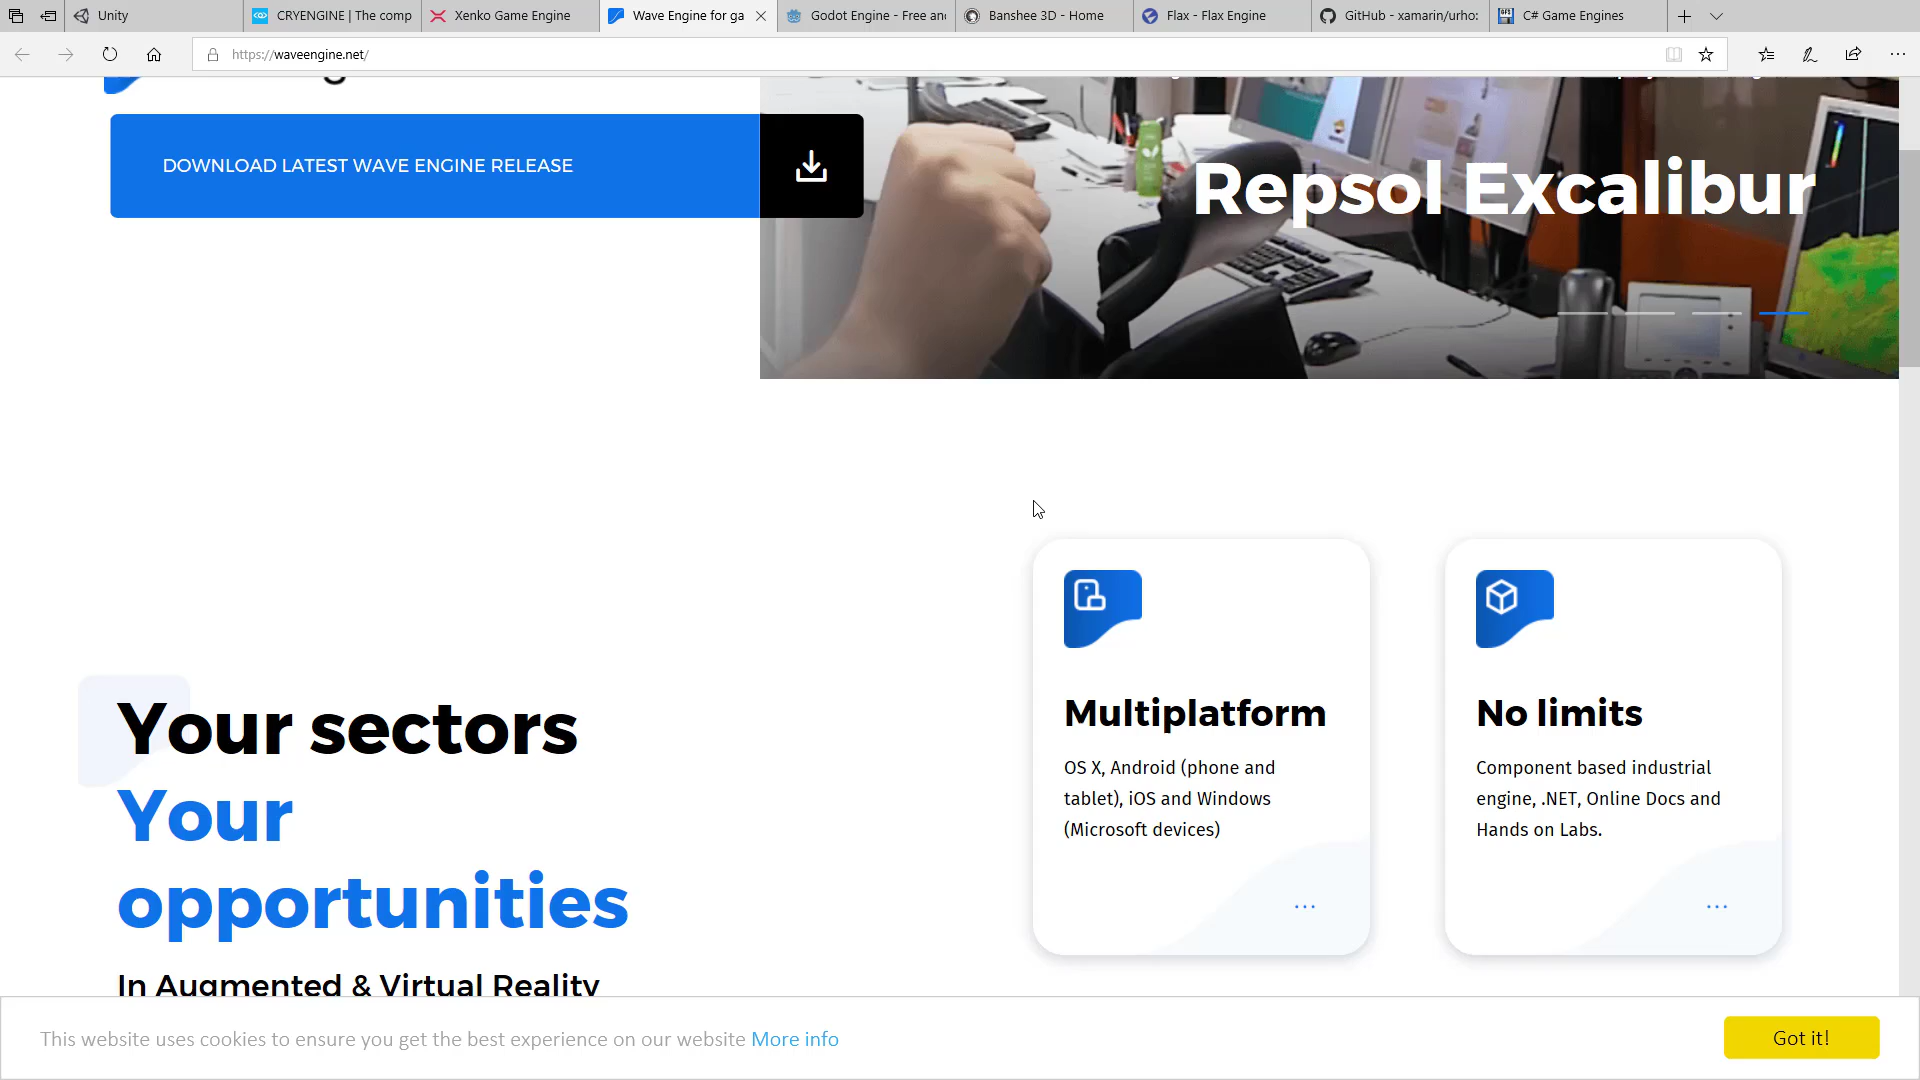 Unity
CRYENGINE | The comp
Xenko Game Engine
Wave Engine for ga
Godot Engine - Free an
Banshee 3D - Home
Flax - Flax Engine
GitHub - xamarin/urho:
C# Game Engines
https://waveengine.net/
DOWNLOAD LATEST WAVE ENGINE RELEASE
Repsol Excalibur
Multiplatform
OS X, Android (phone and
tablet), iOS and Windows
(Microsoft devices)
...
No limits
Component based industrial
engine, .NET, Online Docs and
Hands on Labs.
...
Your sectors
Your
opportunities
In Augmented & Virtual Reality
This website uses cookies to ensure you get the best experience on our website More info
Got it!